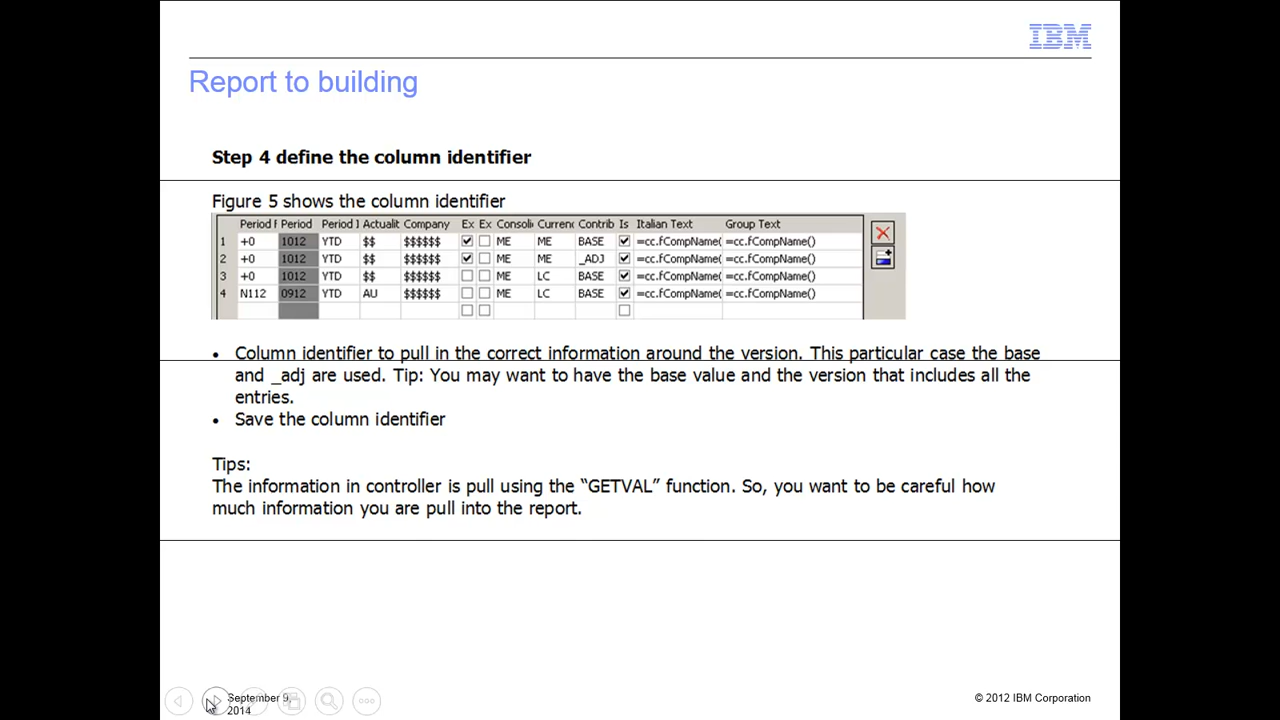 IBM
Report to building
Step 4 define the column identifier
Figure 5 shows the column identifier
Period F Period Period I Actualit Company Ex Ex Consoli Currenc Contrib Is Italian Text Group Text
1 +0 1012 YTD $$ $$$$$$ ME ME BASE =cc.fCompName( =cc.fCompName()
2 +0 1012 YTD $$ $$$$$$ ME ME _ADJ =cc.fCompName( =cc.fCompName()
3 +0 1012 YTD $$ $$$$$$ ME LC BASE =cc.fCompName( =cc.fCompName()
4 N112 0912 YTD AU $$$$$$ ME LC BASE =cc.fCompName( =cc.fCompName()
• Column identifier to pull in the correct information around the version. This particular case the base
and _adj are used. Tip: You may want to have the base value and the version that includes all the
entries.
• Save the column identifier
Tips:
The information in controller is pull using the “GETVAL” function. So, you want to be careful how
much information you are pull into the report.
September 9,
2014
© 2012 IBM Corporation